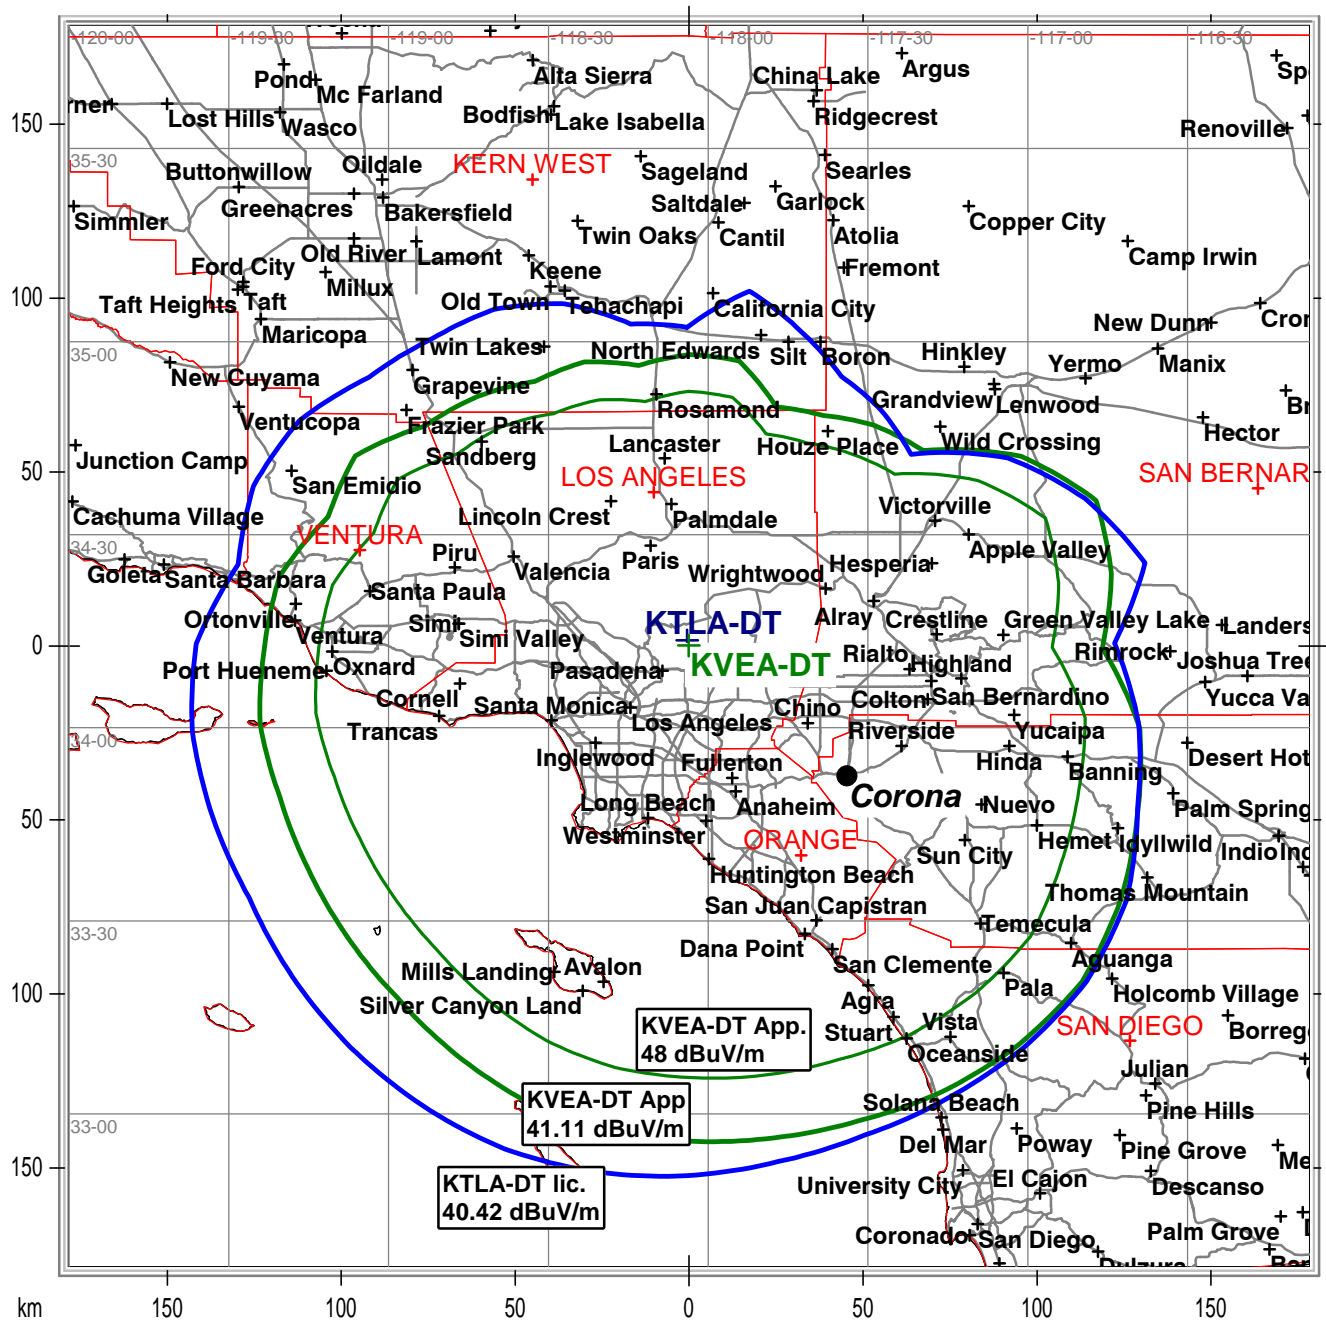 -120-00
-119-30
-119-00
-118-30
-118-00
-117-30
-117-00
-116-30
Alta Sierra
China Lake
Argus
Sp
Pond
Mc Farland
rner
Lost Hills
Wasco
Bodfish
Lake Isabella
Ridgecrest
150
Renoville
35-30
Buttonwillow
Oildale
KERN WEST
Sageland
Searles
Greenacres
Bakersfield
Saltdale
Garlock
Simmler
Twin Oaks
Cantil
Atolia
Copper City
Old River
Lamont
Camp Irwin
Ford City
Millux
Keene
Fremont
100
Taft Heights
Taft
Old Town
Tehachapi
California City
Cron
Maricopa
New Dunn
35-00
Twin Lakes
North Edwards
Silt
Boron
Hinkley
Yermo
Manix
New Cuyama
Grapevine
Grandview
Lenwood
Br
Ventucopa
Frazier Park
Rosamond
Hector
Junction Camp
Sandberg
Lancaster
Houze Place
Wild Crossing
50
San Emidio
LOS ANGELES
SAN BERNAR
Cachuma Village
Lincoln Crest
Palmdale
Victorville
34-30
VENTURA
Piru
Valencia
Paris
Apple Valley
Goleta
Santa Barbara
Wrightwood
Hesperia
Santa Paula
Ortonville
Ventura
Simi
Simi Valley
KTLA-DT
Alray
Crestline
Green Valley Lake
Landers
0
Port Hueneme
Oxnard
Pasadena
KVEA-DT
Rialto
Highland
Rimrock
Joshua Tree
Cornell
Santa Monica
Chino
Colton
San Bernardino
Yucca Va
Trancas
Los Angeles
Riverside
Yucaipa
34-00
Inglewood
Fullerton
Hinda
Banning
Desert Hot
50
Long Beach
Anaheim
Corona
Nuevo
Palm Spring
Westminster
ORANGE
Sun City
Hemet
Idyllwild
Indio
Ind
Huntington Beach
Thomas Mountain
San Juan Capistran
33-30
Dana Point
Temecula
Mills Landing
Avalon
San Clemente
Aguanga
100
Silver Canyon Land
Agra
Pala
Holcomb Village
KVEA-DT App.
48 dBuV/m
Stuart
Vista
SAN DIEGO
Borreg
Oceanside
Julian
33-00
KVEA-DT App
41.11 dBuV/m
Solana Beach
Pine Hills
Del Mar
Poway
Pine Grove
Me
150
KTLA-DT lic.
40.42 dBuV/m
University City
El Cajon
Descanso
Coronado
San Diego
Palm Grove
Dulzura
Bar
km
150
100
50
0
50
100
150